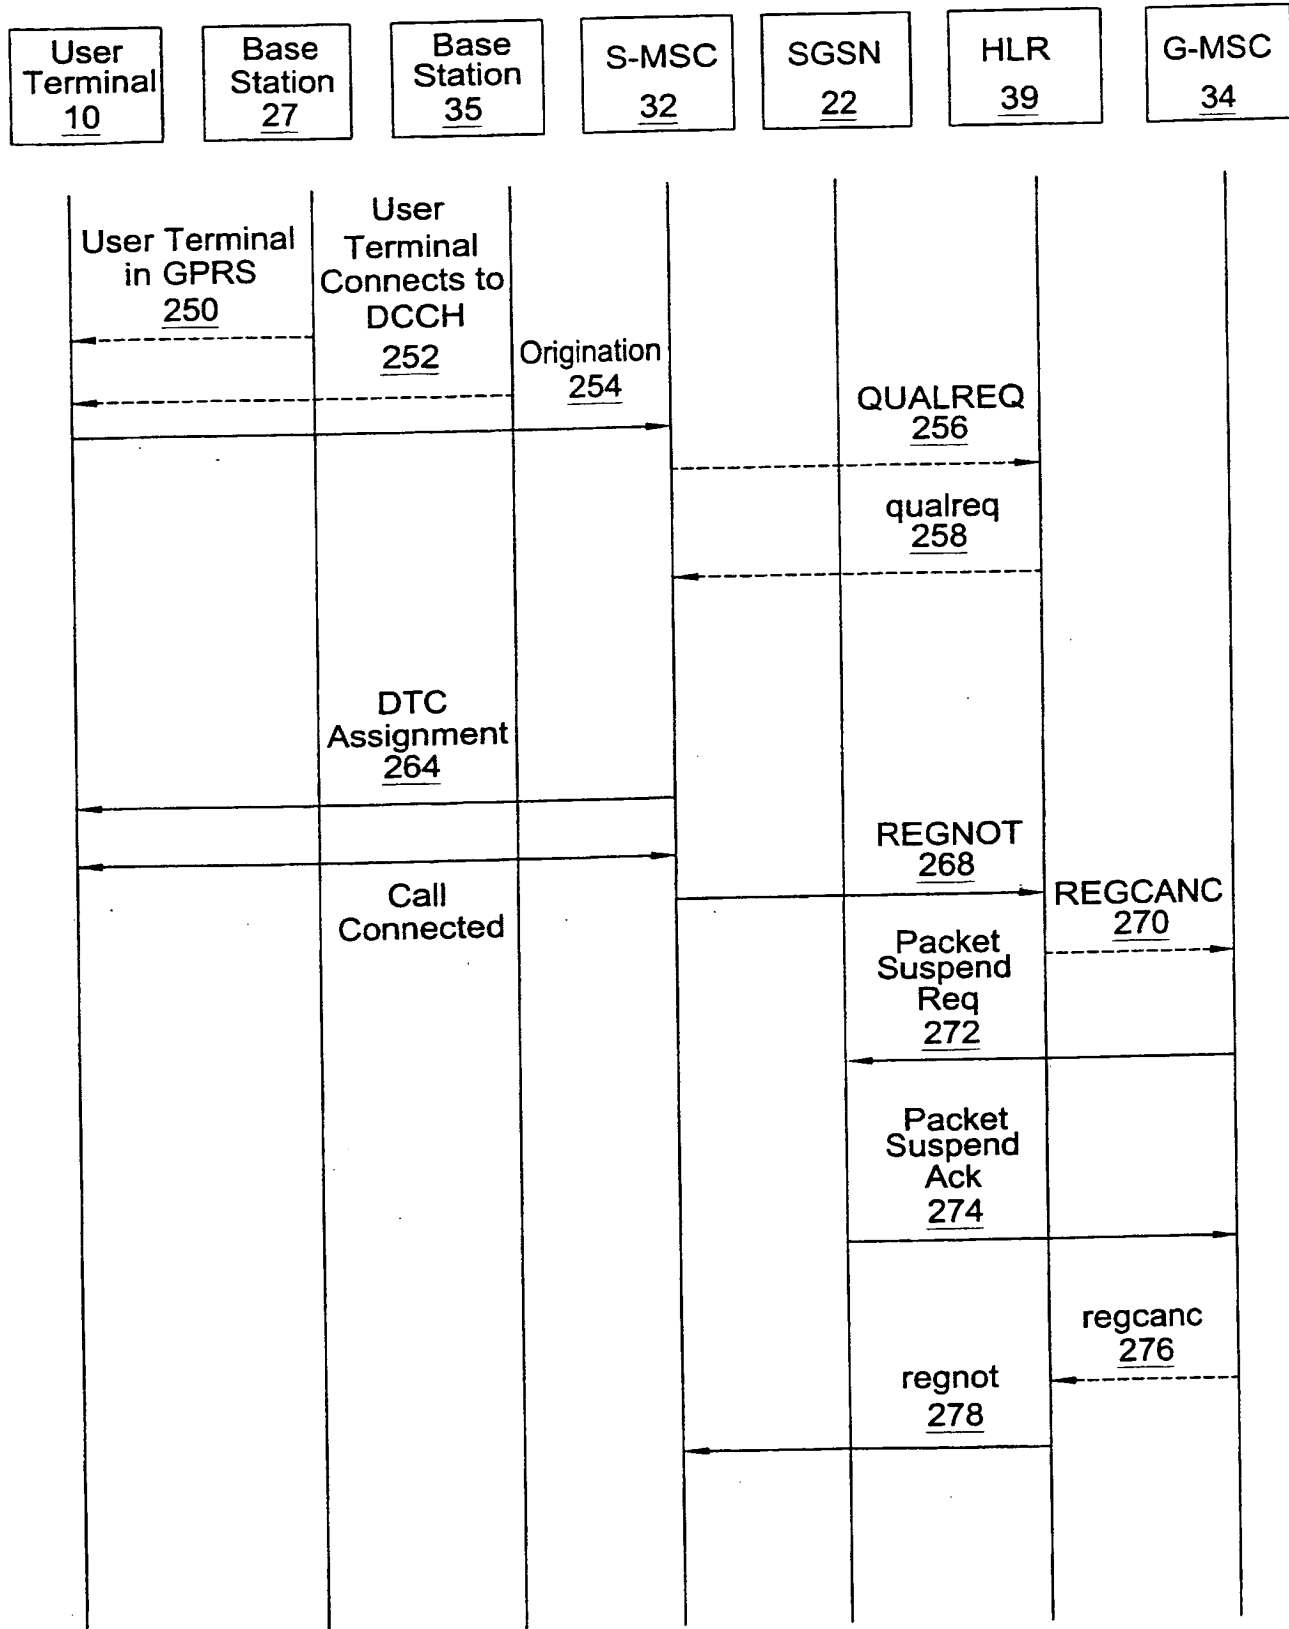 User
Terminal
10
Base
Station
27
Base
Station
35
S-MSC
32
SGSN
22
HLR
39
G-MSC
34
User Terminal
in GPRS
250
User
Terminal
Connects to
DCCH
252
Origination
254
QUALREQ
256
qualreq
258
DTC
Assignment
264
Call
Connected
REGNOT
268
REGCANC
270
Packet
Suspend
Req
272
Packet
Suspend
Ack
274
regcanc
276
regnot
278